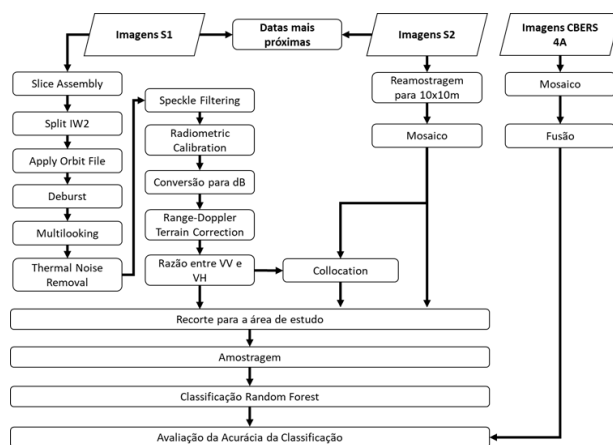 Imagens S1
Datas mais
próximas
Imagens S2
Imagens CBERS
4A
Slice Assembly
Split IW2
Apply Orbit File
Deburst
Multilooking
Thermal Noise
Removal
Speckle Filtering
Radiometric
Calibration
Conversão para dB
Range-Doppler
Terrain Correction
Razão entre VV e
VH
Collocation
Reamostragem
para 10x10m
Mosaico
Mosaico
Fusão
Recorte para a área de estudo
Amostragem
Classificação Random Forest
Avaliação da Acurácia da Classificação